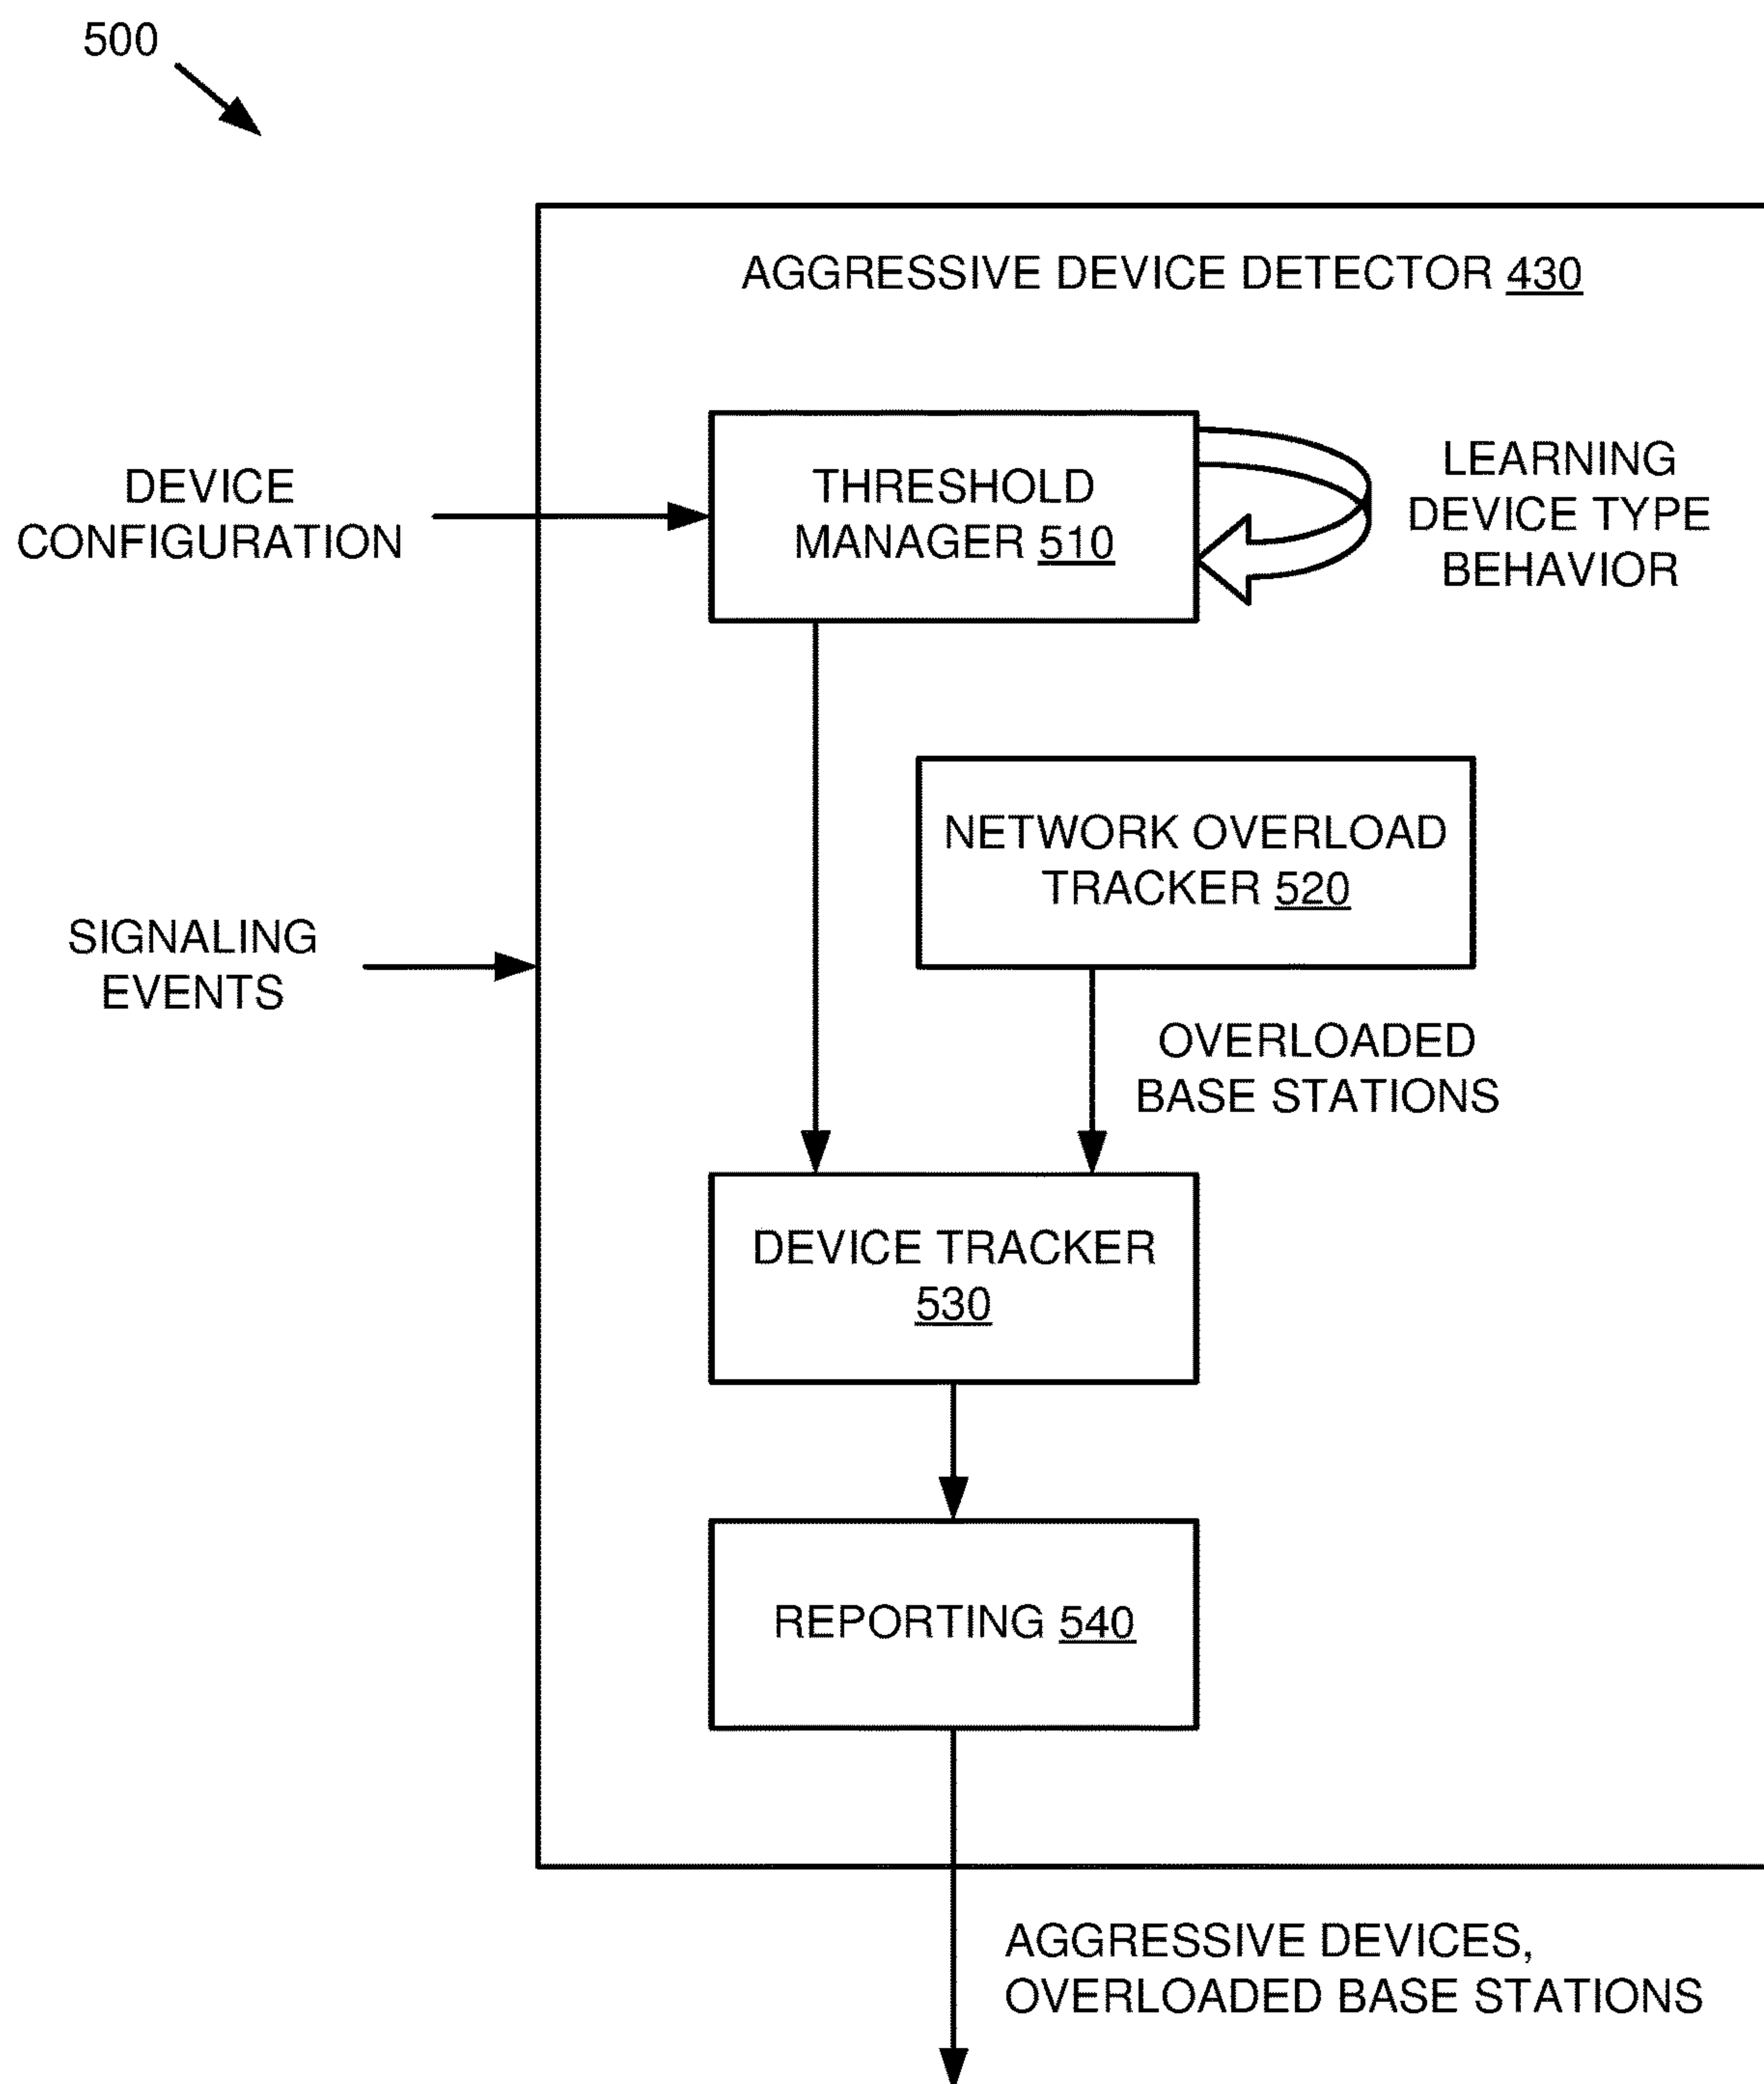 500
AGGRESSIVE DEVICE DETECTOR 430
DEVICE
CONFIGURATION
THRESHOLD
MANAGER 510
LEARNING
DEVICE TYPE
BEHAVIOR
NETWORK OVERLOAD
TRACKER 520
SIGNALING
EVENTS
OVERLOADED
BASE STATIONS
DEVICE TRACKER
530
REPORTING 540
AGGRESSIVE DEVICES,
OVERLOADED BASE STATIONS